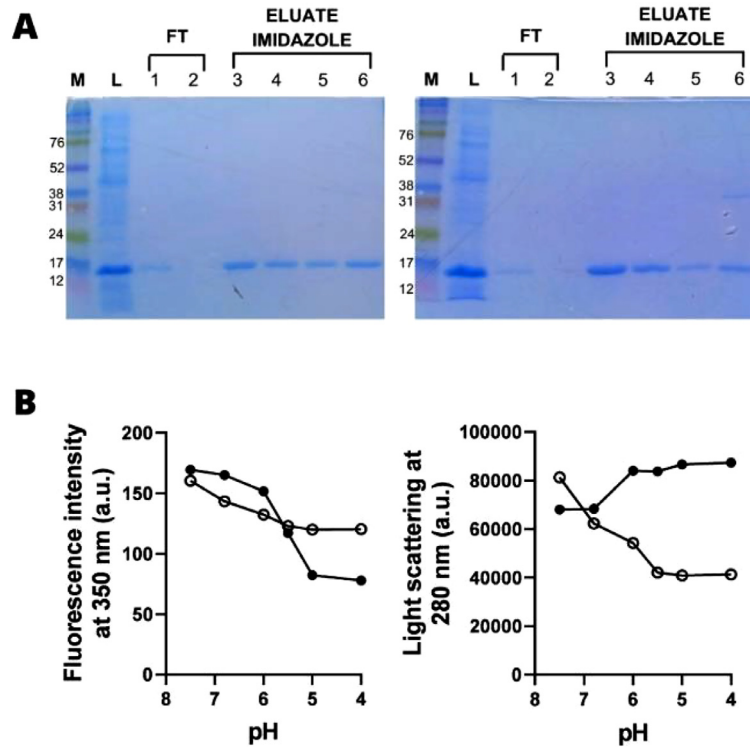 A
FT
ELUATE
IMIDAZOLE
M L 1 2 3 4 5 6
76
52
38
31
24
17
12
FT
ELUATE
IMIDAZOLE
M L 1 2 3 4 5 6
76
52
38
31
24
17
12
B
Fluorescence intensity
at 350 nm (a.u.)
200
150
100
50
0
8 7 6 5 4
pH
Light scattering at
280 nm (a.u.)
100000
80000
60000
40000
20000
0
8 7 6 5 4
pH